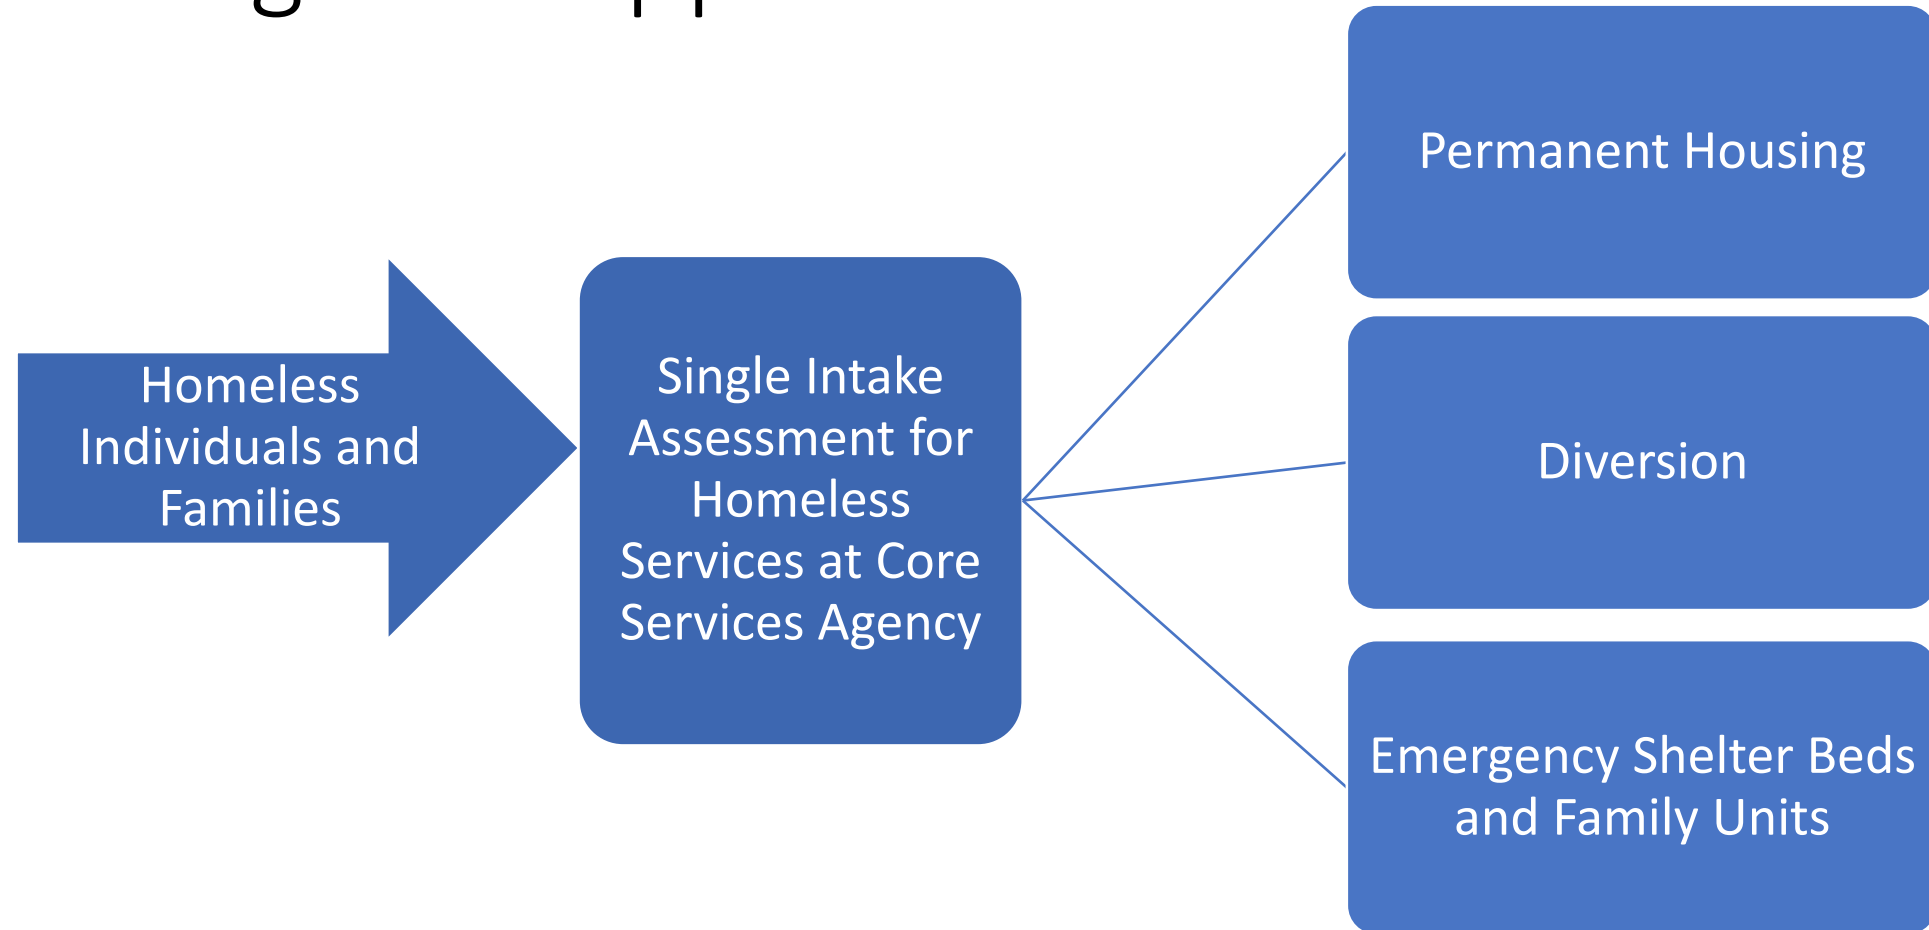 Homeless
Individuals and
Families
Single Intake
Assessment for
Homeless
Services at Core
Services Agency
Permanent Housing
Diversion
Emergency Shelter Beds
and Family Units